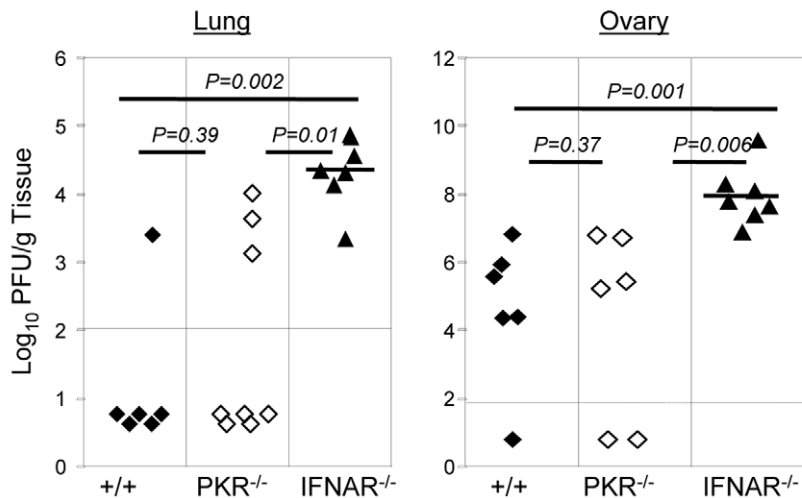 Lung
Ovary
Log₁₀ PFU/g Tissue
6
5
4
3
2
1
0
P=0.002
P=0.39
P=0.01
+/+
PKR⁻/⁻
IFNAR⁻/⁻
12
10
8
6
4
2
0
P=0.001
P=0.37
P=0.006
+/+
PKR⁻/⁻
IFNAR⁻/⁻